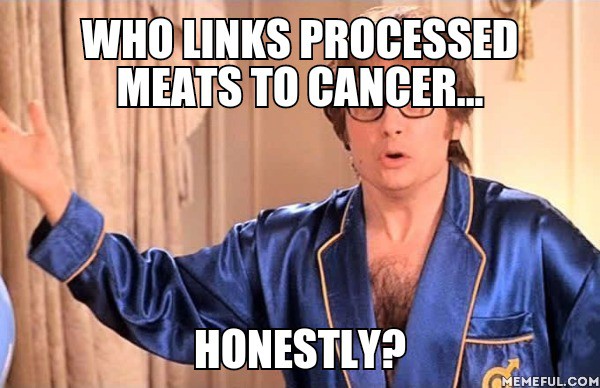 WHO LINKS PROCESSED
MEATS TO CANCER...
HONESTLY?
MEMEFUL.COM